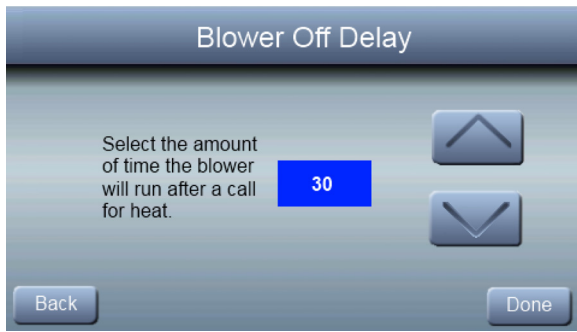 Blower Off Delay
Select the amount
of time the blower
will run after a call
for heat.
30
Back
Done